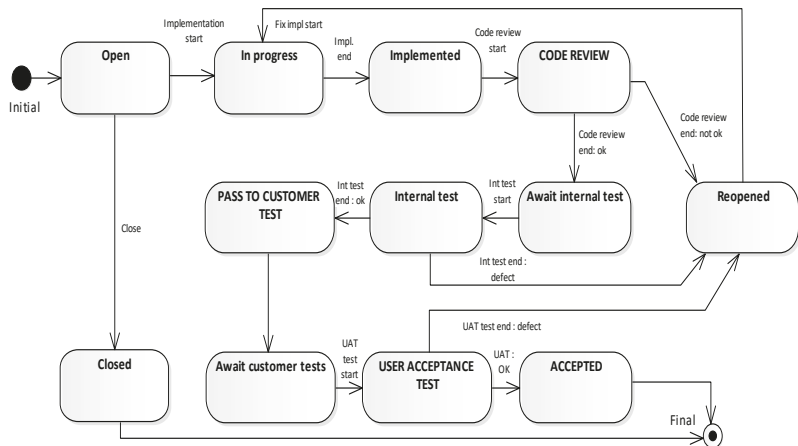 Implementation
start
Fix impl start
Open
In progress
Impl.
end
Implemented
Code review
start
CODE REVIEW
Initial
Code review
end: not ok
Code review
end: ok
PASS TO CUSTOMER
TEST
Int test
end : ok
Internal test
Int test
start
Await internal test
Reopened
Close
Int test end :
defect
UAT test end : defect
Closed
Await customer tests
UAT
test
start
USER ACCEPTANCE
TEST
UAT :
OK
ACCEPTED
Final